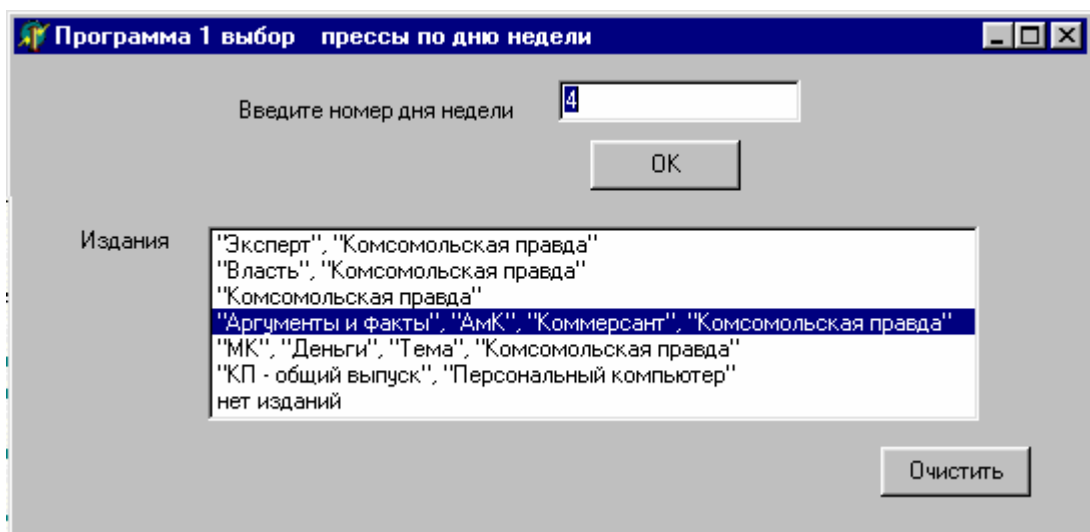 Программа 1 выбор прессы по дню недели
Введите номер дня недели
4
OK
Издания
"Эксперт", "Комсомольская правда"
"Власть", "Комсомольская правда"
"Комсомольская правда"
"Аргументы и факты", "АмК", "Коммерсант", "Комсомольская правда"
"МК", "Деньги", "Тема", "Комсомольская правда"
"КП - общий выпуск", "Персональный компьютер"
нет изданий
Очистить